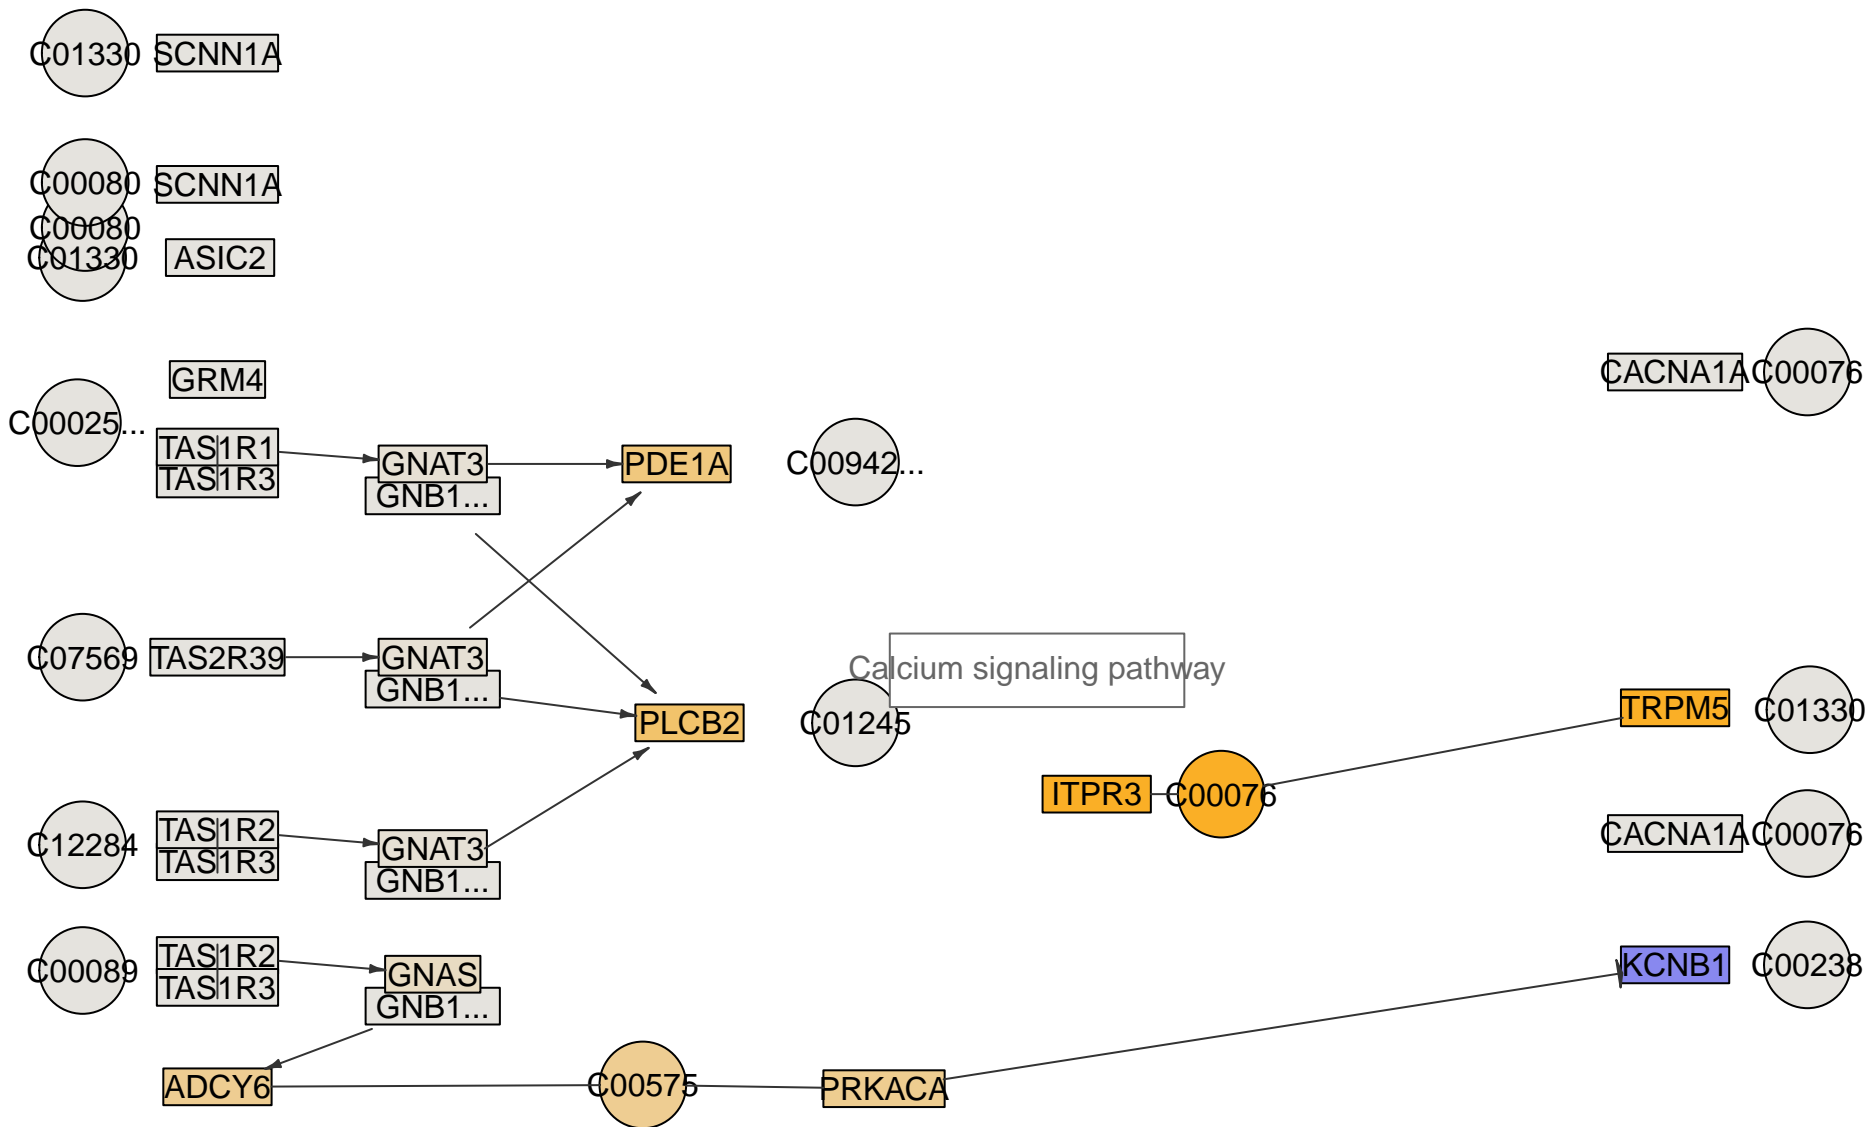 C01330 SCNN1A
C00080 SCNN1A
C00080
C01330 ASIC2
GRM4
CACNA1A C00076
C00025...
TAS1R1
GNAT3 PDE1A C00942...
TAS1R3
GNB1...
C07569 TAS2R39 GNAT3
Calcium signaling pathway
GNB1...
PLCB2 C01245
TRPM5 C01330
ITPR3 C00076
C12284 TAS1R2
CACNA1A C00076
GNAT3
TAS1R3
GNB1...
TAS1R2
C00089 GNAS
KCNB1 C00238
TAS1R3
GNB1...
ADCY6 C00575 PRKACA